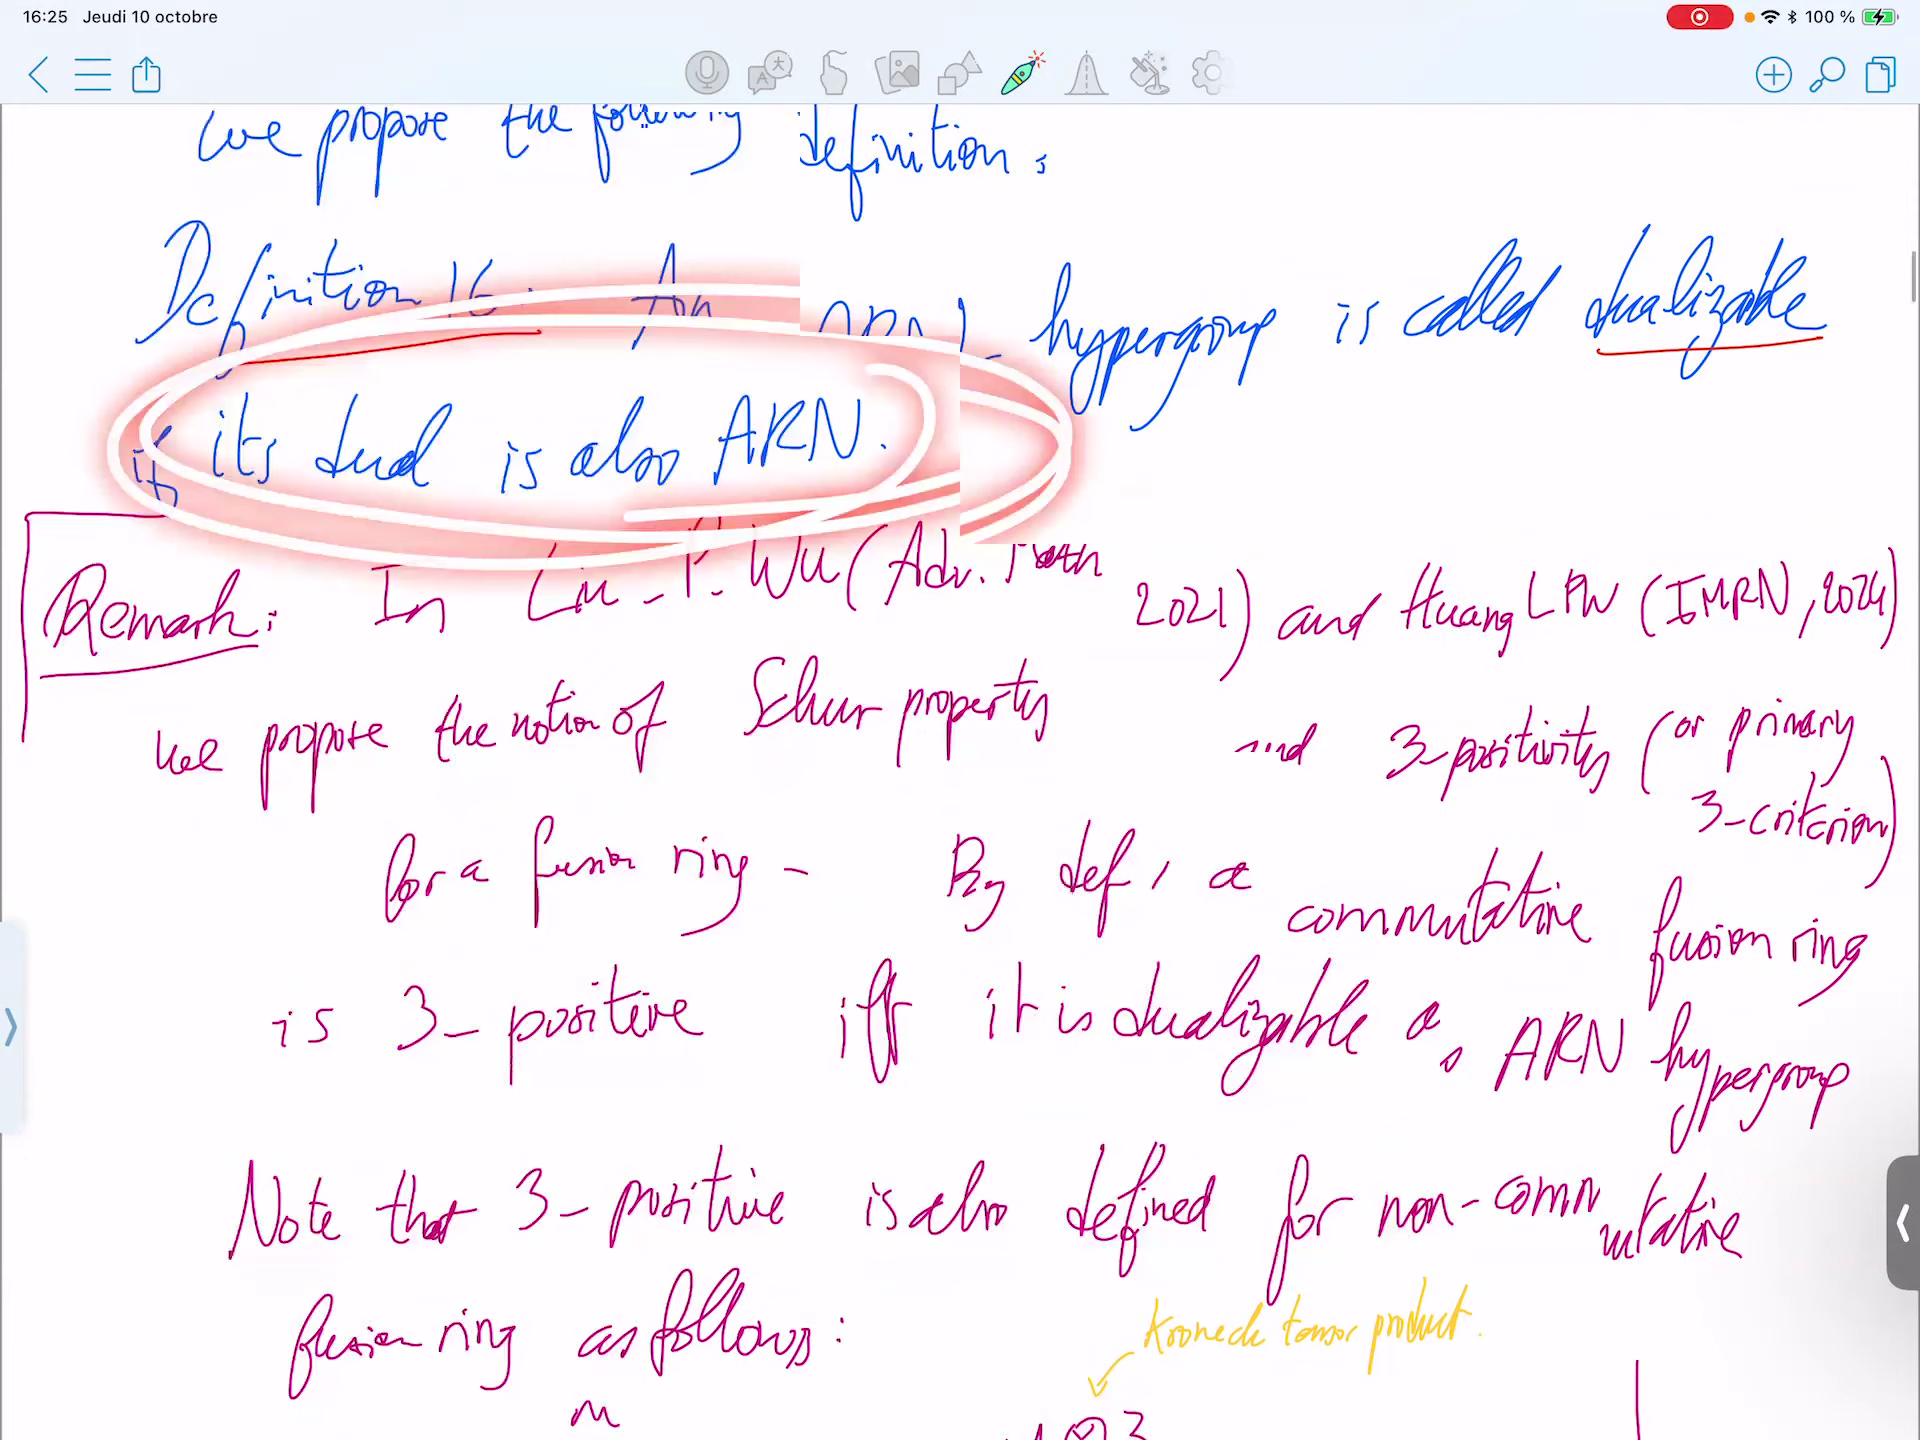 16:25 Jeudi 10 octobre
100 %
We propose the following definition :
Definition 16 : An ARN hypergroup is called dualizable
if its dual is also ARN.
Remark : In Liu-P.-Wu (Adv. Math 2021) and Huang LPW (IMRN, 2024)
we propose the notion of Schur property and 3-positivity (or primary
3-criterion)
for a fusion ring - By def, a commutative fusion ring
is 3-positive iff it is dualizable as ARN hypergroup
Note that 3-positive is also defined for non-commutative
fusion ring as follows :
Kroneck tensor product.